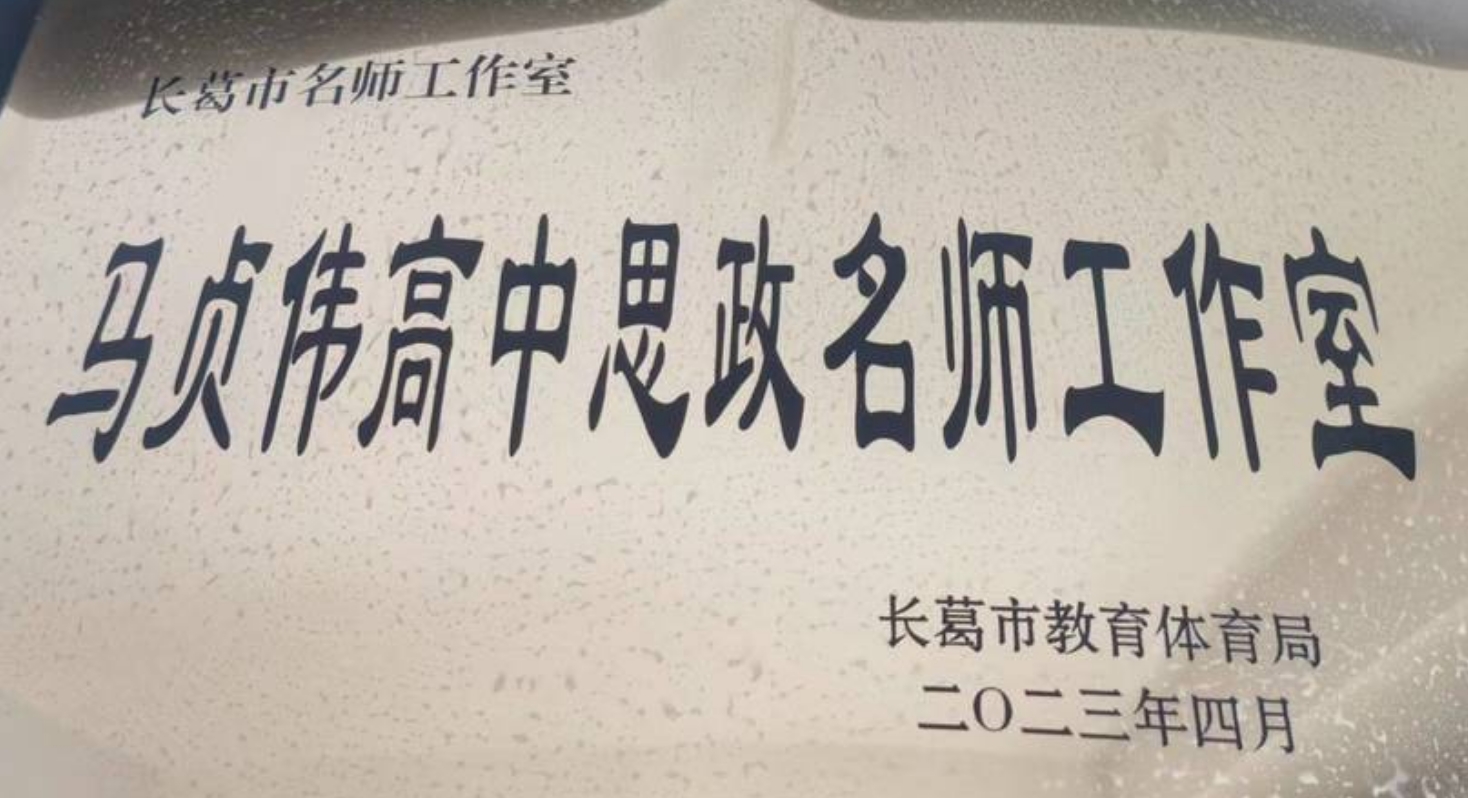 长葛市名师工作室
马贞伟高中思政名师工作室
长葛市教育体育局
二〇二三年四月